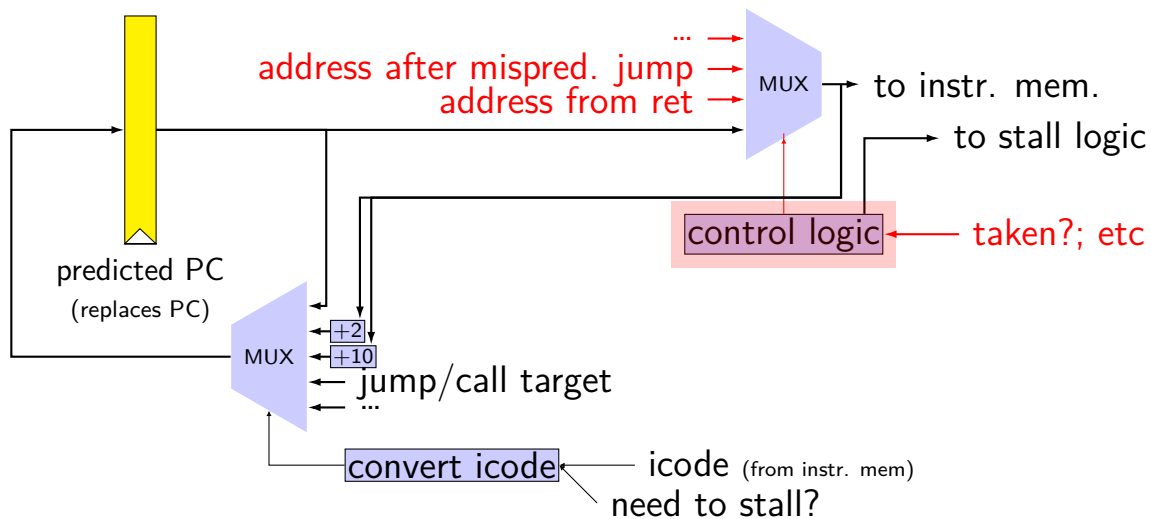 ...
address after mispred. jump
address from ret
MUX
to instr. mem.
to stall logic
control logic
taken?; etc
predicted PC
(replaces PC)
MUX
+2
+10
jump/call target
...
convert icode
icode (from instr. mem)
need to stall?